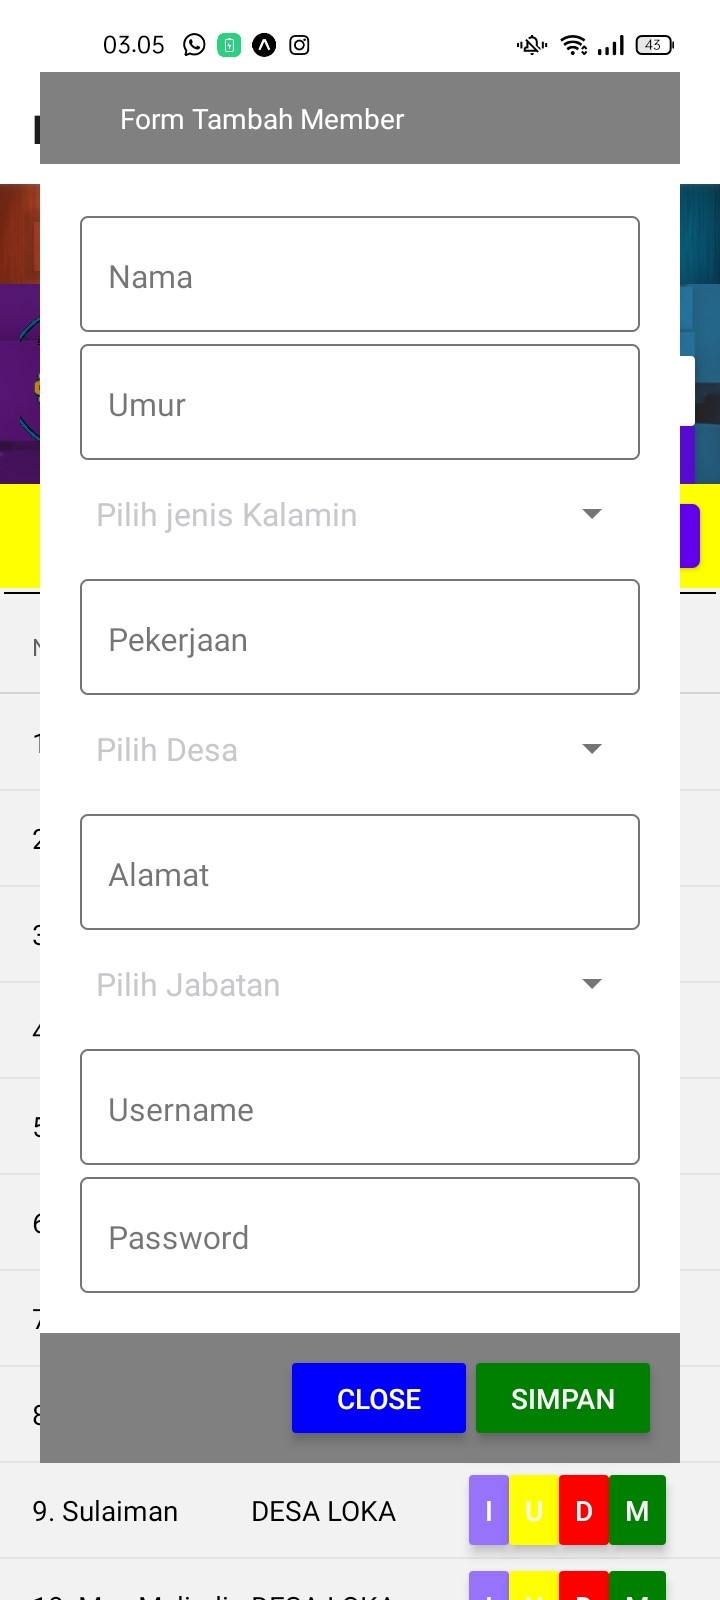 03.05
43
Form Tambah Member
Nama
Umur
Pilih jenis Kalamin
Pekerjaan
Pilih Desa
Alamat
Pilih Jabatan
Username
Password
CLOSE SIMPAN
9. Sulaiman DESA LOKA I U D M